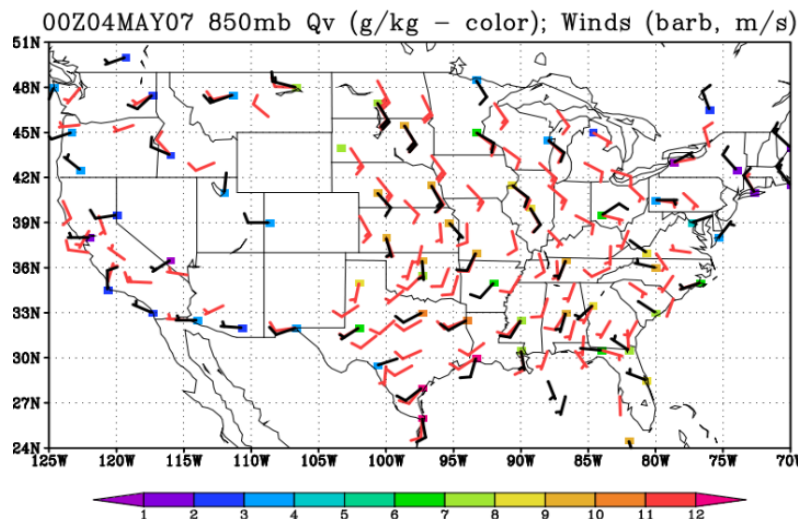 00Z04MAY07 850mb Qv (g/kg − color); Winds (barb, m/s)
51N
48N
45N
42N
39N
36N
33N
30N
27N
24N
125W 120W 115W 110W 105W 100W 95W 90W 85W 80W 75W 70W
1 2 3 4 5 6 7 8 9 10 11 12